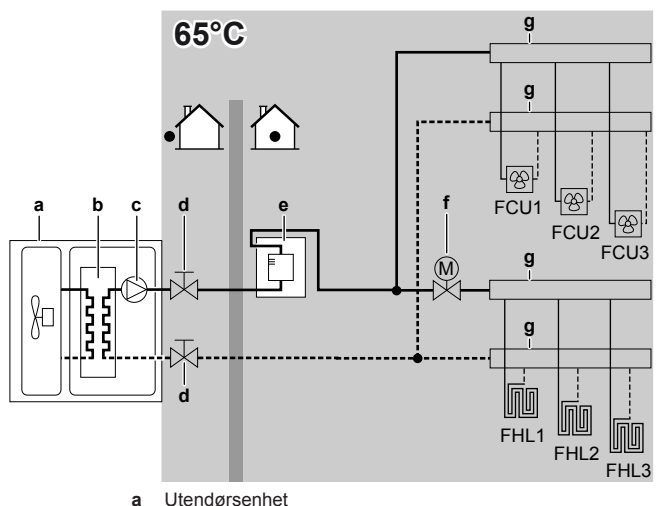 65°C
g
g
FCU1
FCU2
FCU3
a
b
c
d
e
f
M
g
g
d
FHL1
FHL2
FHL3
a Utendørsenhet